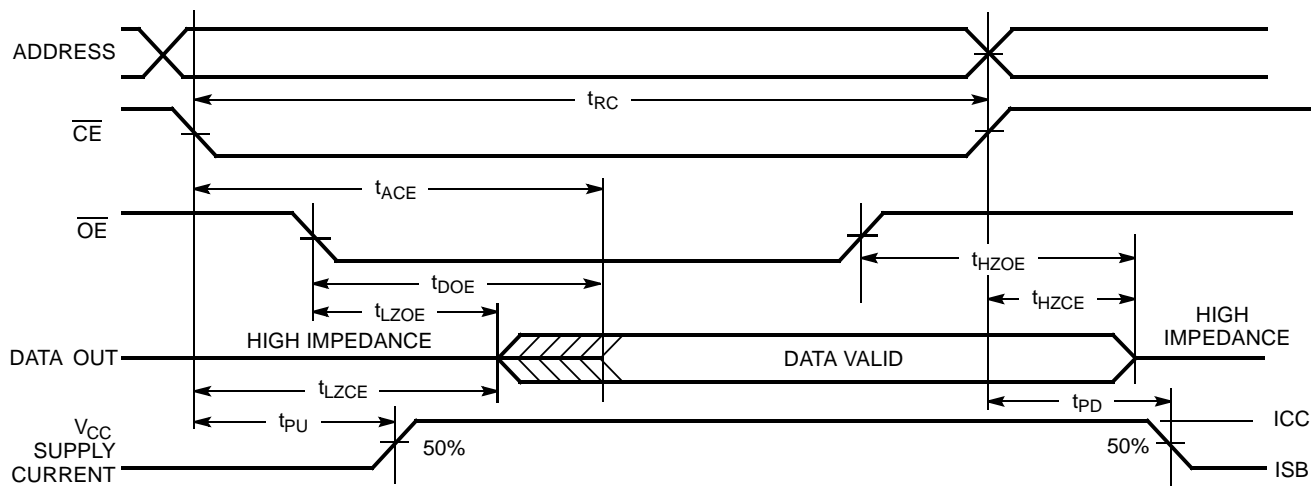 ADDRESS
tRC
CE
tACE
OE
tHZOE
tDOE
tHZCE
tLZOE
HIGH
IMPEDANCE
HIGH IMPEDANCE
DATA OUT
DATA VALID
tLZCE
tPD
tPU
ICC
VCC
SUPPLY
CURRENT
50%
50%
ISB